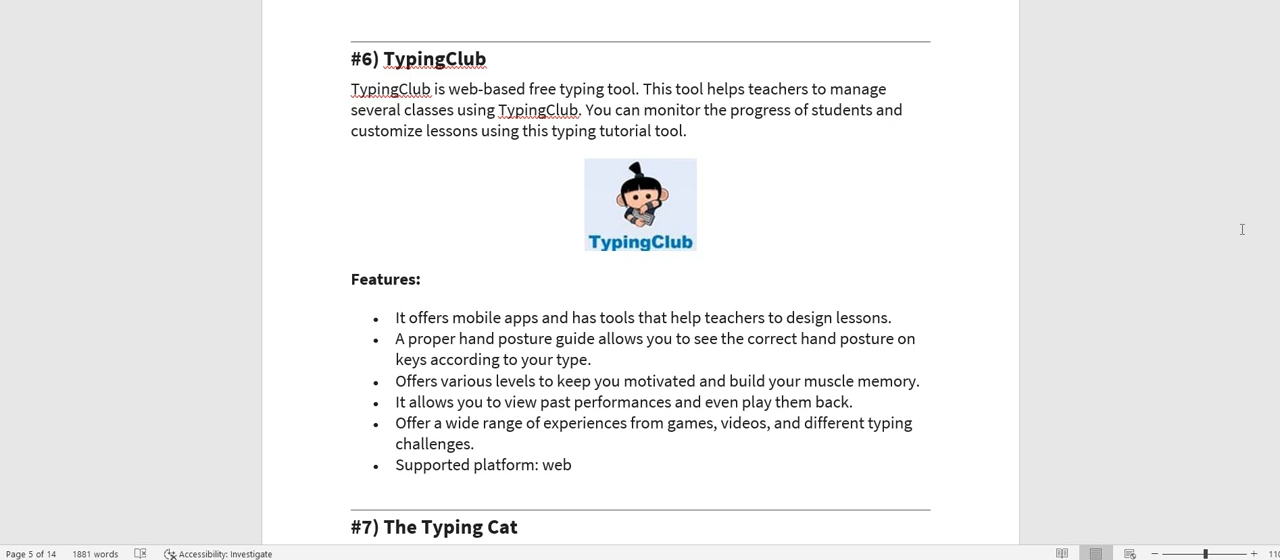 #6) TypingClub
TypingClub is web-based free typing tool. This tool helps teachers to manage
several classes using TypingClub. You can monitor the progress of students and
customize lessons using this typing tutorial tool.
TypingClub
Features:
• It offers mobile apps and has tools that help teachers to design lessons.
• A proper hand posture guide allows you to see the correct hand posture on
keys according to your type.
• Offers various levels to keep you motivated and build your muscle memory.
• It allows you to view past performances and even play them back.
• Offer a wide range of experiences from games, videos, and different typing
challenges.
• Supported platform: web
#7) The Typing Cat
Page 5 of 14 1881 words Accessibility: Investigate